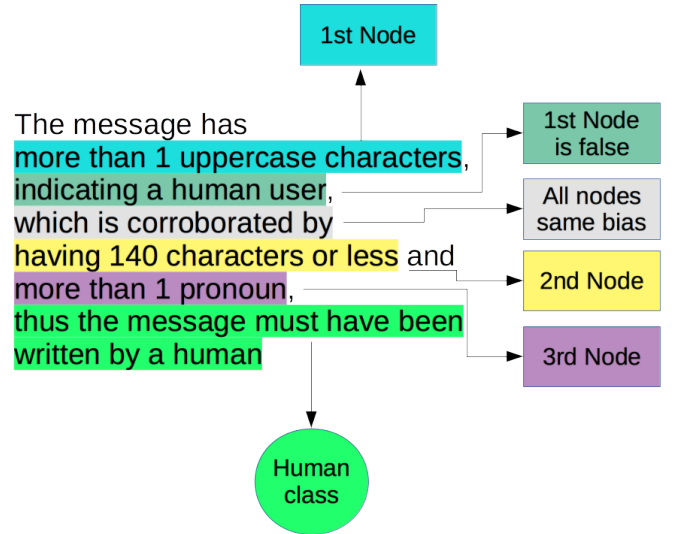 1st Node
The message has
more than 1 uppercase characters,
indicating a human user,
which is corroborated by
having 140 characters or less and
more than 1 pronoun,
thus the message must have been
written by a human
1st Node
is false
All nodes
same bias
2nd Node
3rd Node
Human
class